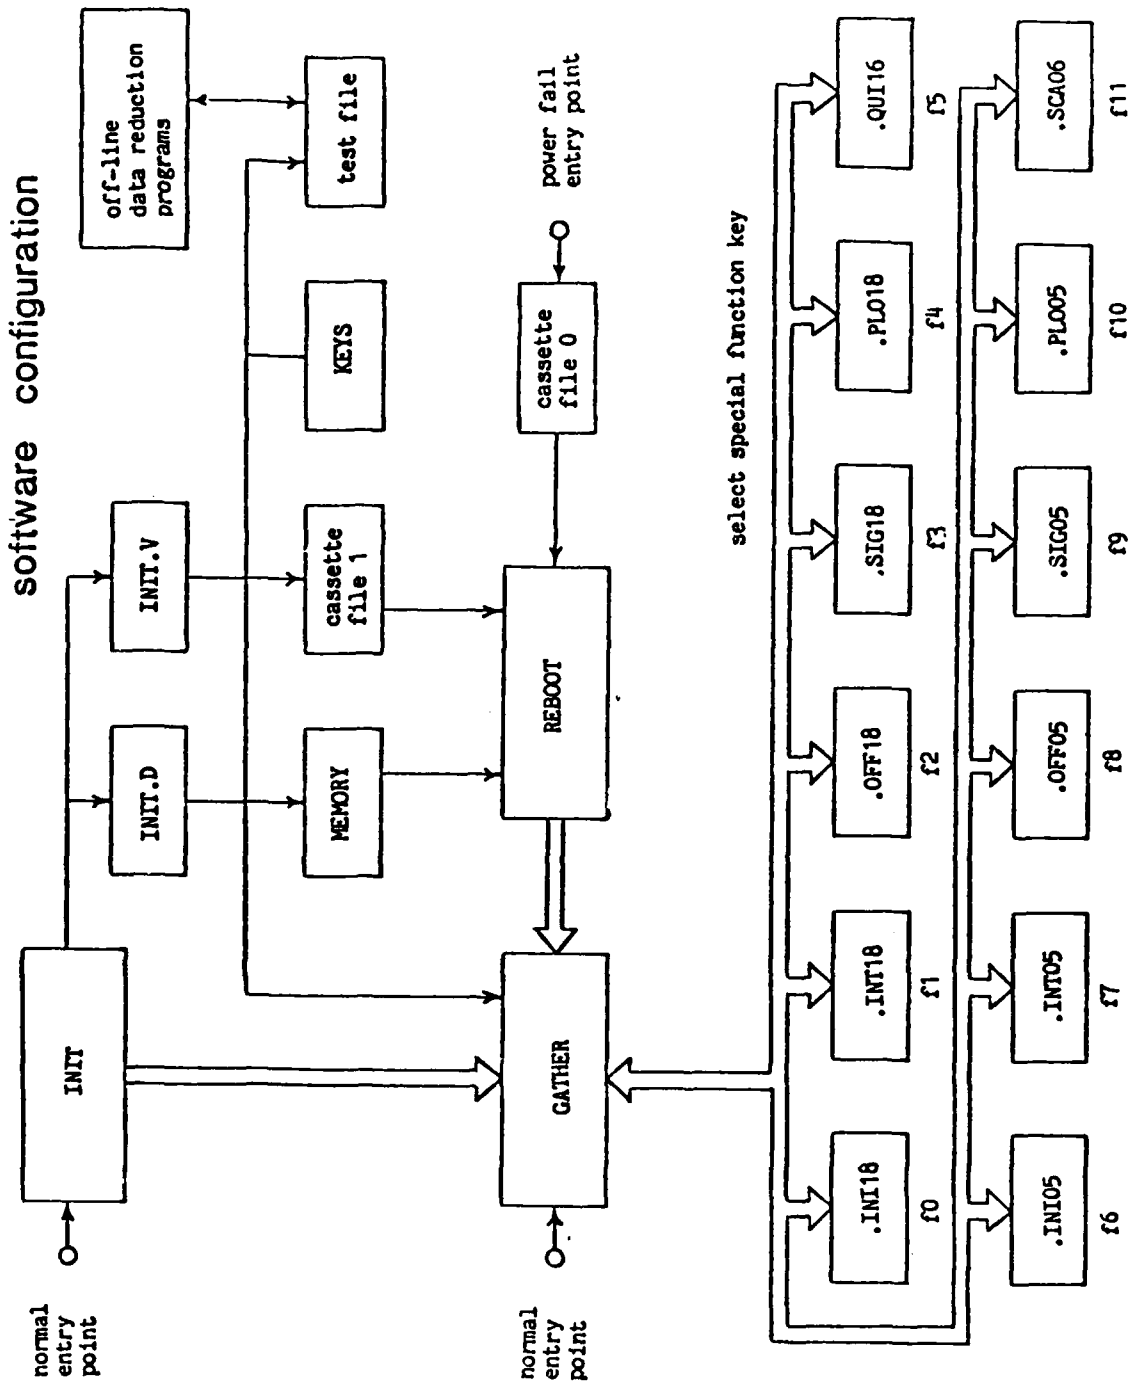 software configuration
normal
entry
point
INIT
INIT.D
INIT.V
off-line
data reduction
programs
MEMORY
cassette
file 1
KEYS
test file
normal
entry
point
GATHER
REBOOT
cassette
file 0
power fail
entry point
select special function key
.INI18
.INT18
.OFF18
.SIG18
.PLO18
.QUI16
f0
f1
f2
f3
f4
f5
.INI05
.INT05
.OFF05
.SIG05
.PLO05
.SCA06
f6
f7
f8
f9
f10
f11